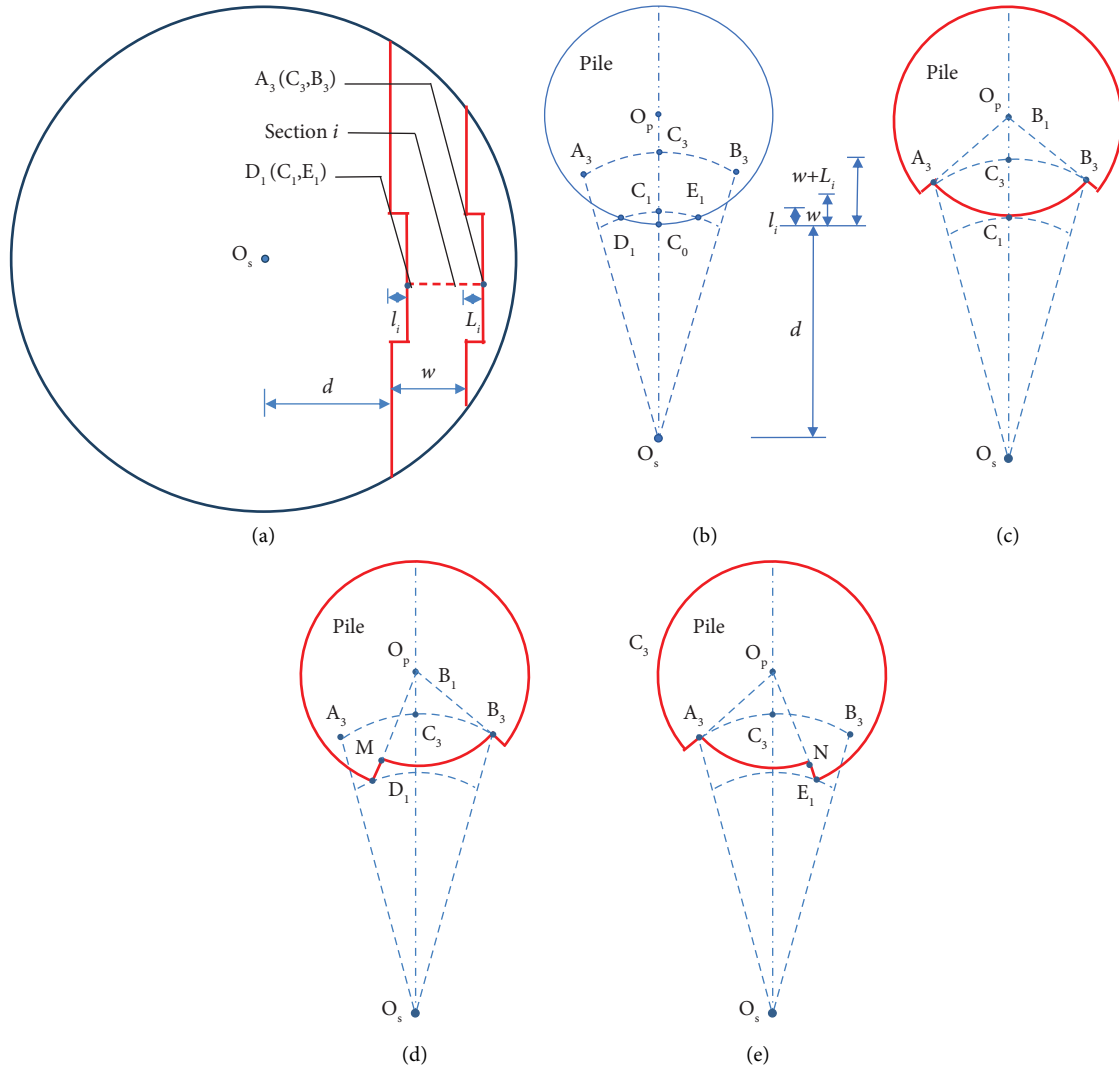 A₃ (C₃,B₃)
Section i
D₁ (C₁,E₁)
Oₛ
lᵢ
Lᵢ
d
w
(a)
Pile
Oₚ
C₃
A₃
B₃
C₁
E₁
D₁
C₀
w+Lᵢ
w
lᵢ
d
Oₛ
(b)
Pile
Oₚ
B₁
A₃
B₃
C₃
C₁
Oₛ
(c)
Pile
Oₚ
B₁
A₃
B₃
C₃
M
D₁
Oₛ
(d)
C₃
Pile
Oₚ
A₃
B₃
C₃
N
E₁
Oₛ
(e)